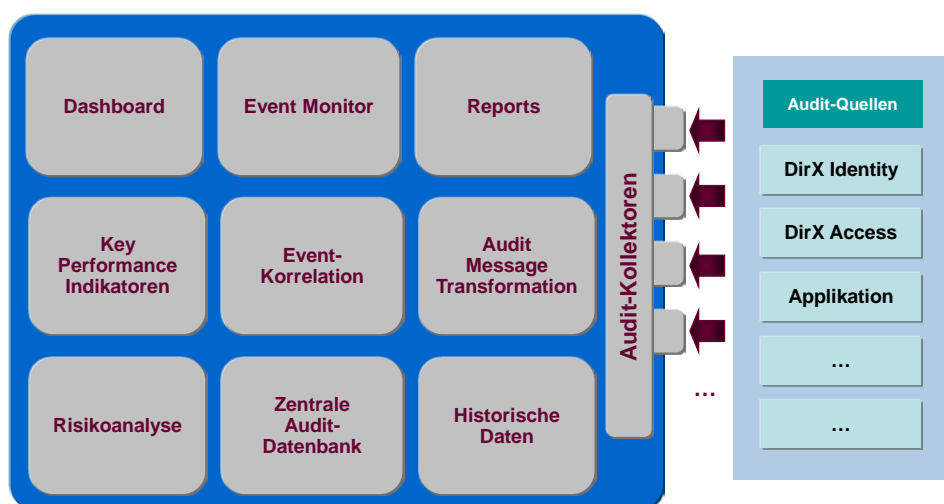 Dashboard
Event Monitor
Reports
Key
Performance
Indikatoren
Event-
Korrelation
Audit
Message
Transformation
Risikoanalyse
Zentrale
Audit-
Datenbank
Historische
Daten
Audit-Kollektoren
...
Audit-Quellen
DirX Identity
DirX Access
Applikation
...
...